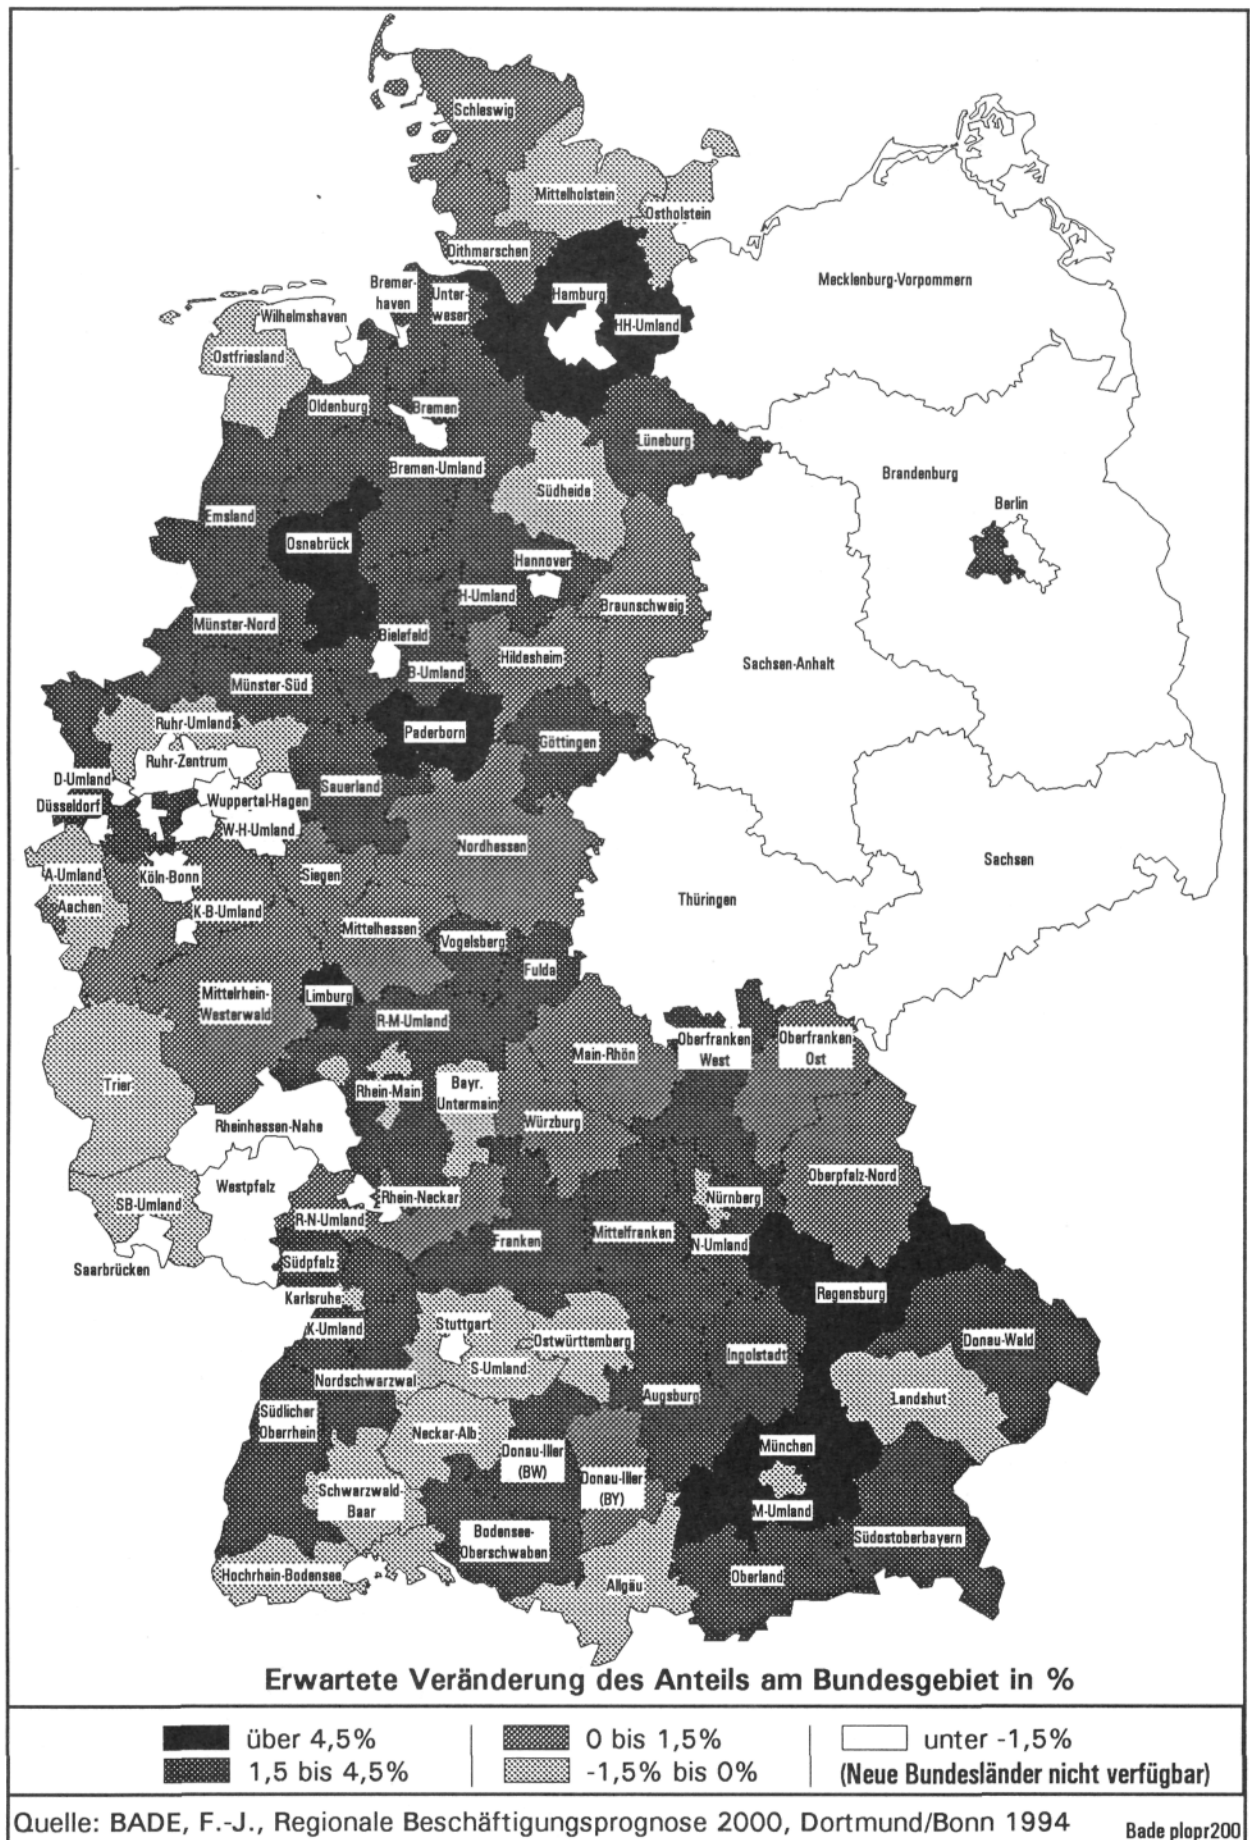 Schleswig
Mittelholstein
Ostholstein
Dithmarschen
Mecklenburg-Vorpommern
Bremer-
haven
Unter-
weser
Hamburg
HH-Umland
Wilhelmshaven
Ostfriesland
Oldenburg
Bremen
Lüneburg
Bremen-Umland
Brandenburg
Südheide
Berlin
Emsland
Osnabrück
Hannover
H-Umland
Braunschweig
Münster-Nord
Bielefeld
Hildesheim
Sachsen-Anhalt
B-Umland
Münster-Süd
Ruhr-Umland
Paderborn
Göttingen
Ruhr-Zentrum
D-Umland
Sauerland
Düsseldorf
Wuppertal-Hagen
W-H-Umland
Nordhessen
Sachsen
A-Umland
Köln-Bonn
Siegen
Aachen
K-B-Umland
Thüringen
Mittelhessen
Vogelsberg
Fulda
Mittelrhein-
Westerwald
Limburg
R-M-Umland
Oberfranken
West
Oberfranken
Ost
Main-Rhön
Trier
Rhein-Main
Bayr.
Untermain
Rheinhessen-Nahe
Würzburg
Oberpfalz-Nord
Westpfalz
SB-Umland
Rhein-Neckar
Nürnberg
R-N-Umland
Mittelfranken
Franken
N-Umland
Saarbrücken
Südpfalz
Karlsruhe
Regensburg
K-Umland
Stuttgart
Ostwürttemberg
Donau-Wald
S-Umland
Ingolstadt
Nordschwarzwal
Augsburg
Landshut
Südlicher
Oberrhein
Neckar-Alb
Donau-Iller
(BW)
München
Donau-Iller
(BY)
Schwarzwald-
Baar
M-Umland
Bodensee-
Oberschwaben
Südostoberbayern
Hochrhein-Bodensee
Allgäu
Oberland
Erwartete Veränderung des Anteils am Bundesgebiet in %
über 4,5%
0 bis 1,5%
unter -1,5%
1,5 bis 4,5%
-1,5% bis 0%
(Neue Bundesländer nicht verfügbar)
Quelle: BADE, F.-J., Regionale Beschäftigungsprognose 2000, Dortmund/Bonn 1994
Bade plopr200